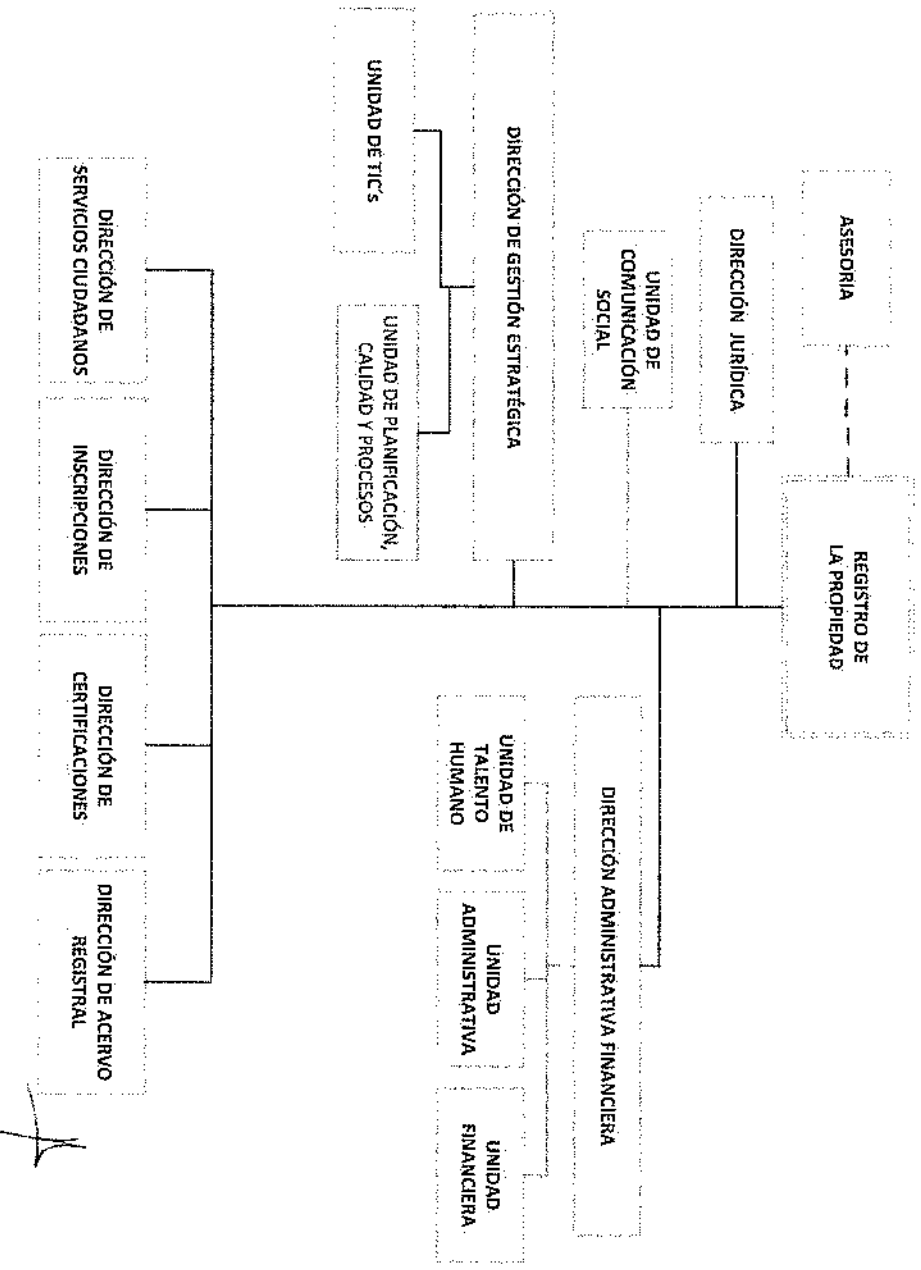 REGISTRO DE
LA PROPIEDAD
ASESORIA
DIRECCIÓN JURÍDICA
UNIDAD DE
COMUNICACIÓN
SOCIAL
DIRECCIÓN ADMINISTRATIVA FINANCIERA
UNIDAD DE
TALENTO
HUMANO
UNIDAD
ADMINISTRATIVA
UNIDAD
FINANCIERA
DIRECCIÓN DE GESTIÓN ESTRATÉGICA
UNIDAD DE TIC's
UNIDAD DE PLANIFICACIÓN,
CALIDAD Y PROCESOS
DIRECCIÓN DE
SERVICIOS CIUDADANOS
DIRECCIÓN DE
INSCRIPCIONES
DIRECCIÓN DE
CERTIFICACIONES
DIRECCIÓN DE ACERVO
REGISTRAL